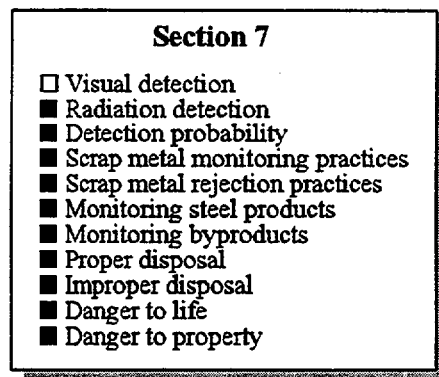 Section 7
□ Visual detection
■ Radiation detection
■ Detection probability
■ Scrap metal monitoring practices
■ Scrap metal rejection practices
■ Monitoring steel products
■ Monitoring byproducts
■ Proper disposal
■ Improper disposal
■ Danger to life
■ Danger to property